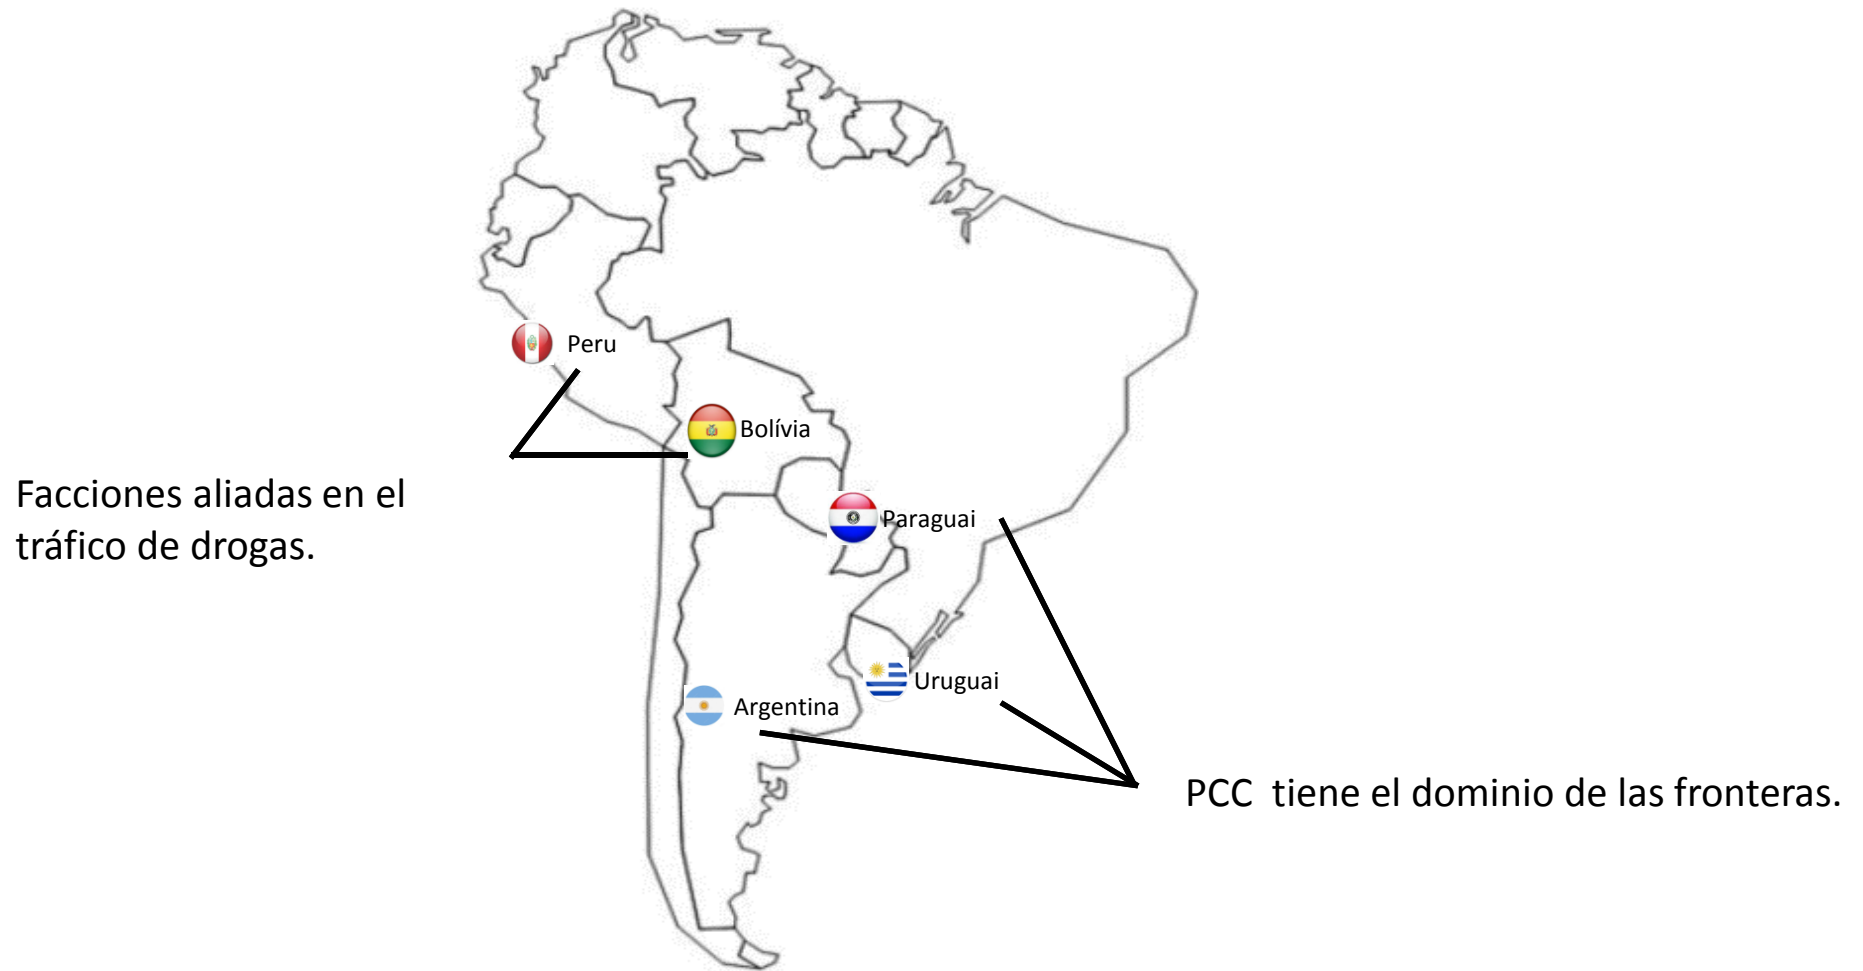 Peru
Bolívia
Facciones aliadas en el
tráfico de drogas.
Paraguai
Uruguai
Argentina
PCC  tiene el dominio de las fronteras.